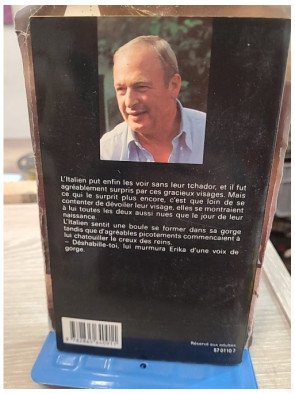 L'Italien put enfin les voir sans leur tchador, et il fut
agréablement surpris par ces gracieux visages. Mais
ce qui le surprit plus encore, c'est que loin de se
contenter de dévoiler leur visage, elles se montraient
à lui toutes les deux aussi nues que le jour de leur
naissance.
L'Italien sentit une boule se former dans sa gorge
tandis que d'agréables picotements commencaient à
lui chatouiller le creux des reins.
– Déshabille-toi, lui murmura Erika d'une voix de
gorge.
Réservé aux adultes